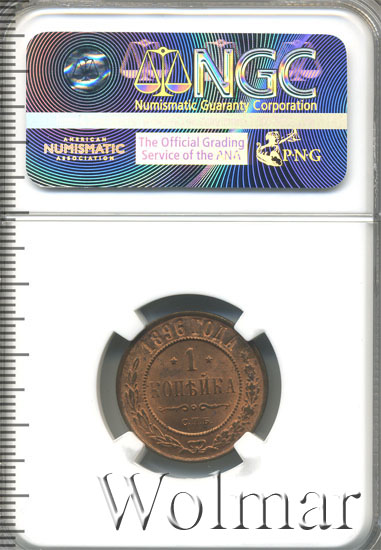 NGC
Numismatic Guaranty Corporation
AMERICAN
NUMISMATIC
ASSOCIATION
The Official Grading
Service of the ANA
PNG
1896 ГОДА
* 1 *
КОПѢЙКА
С.П.Б.
Wolmar